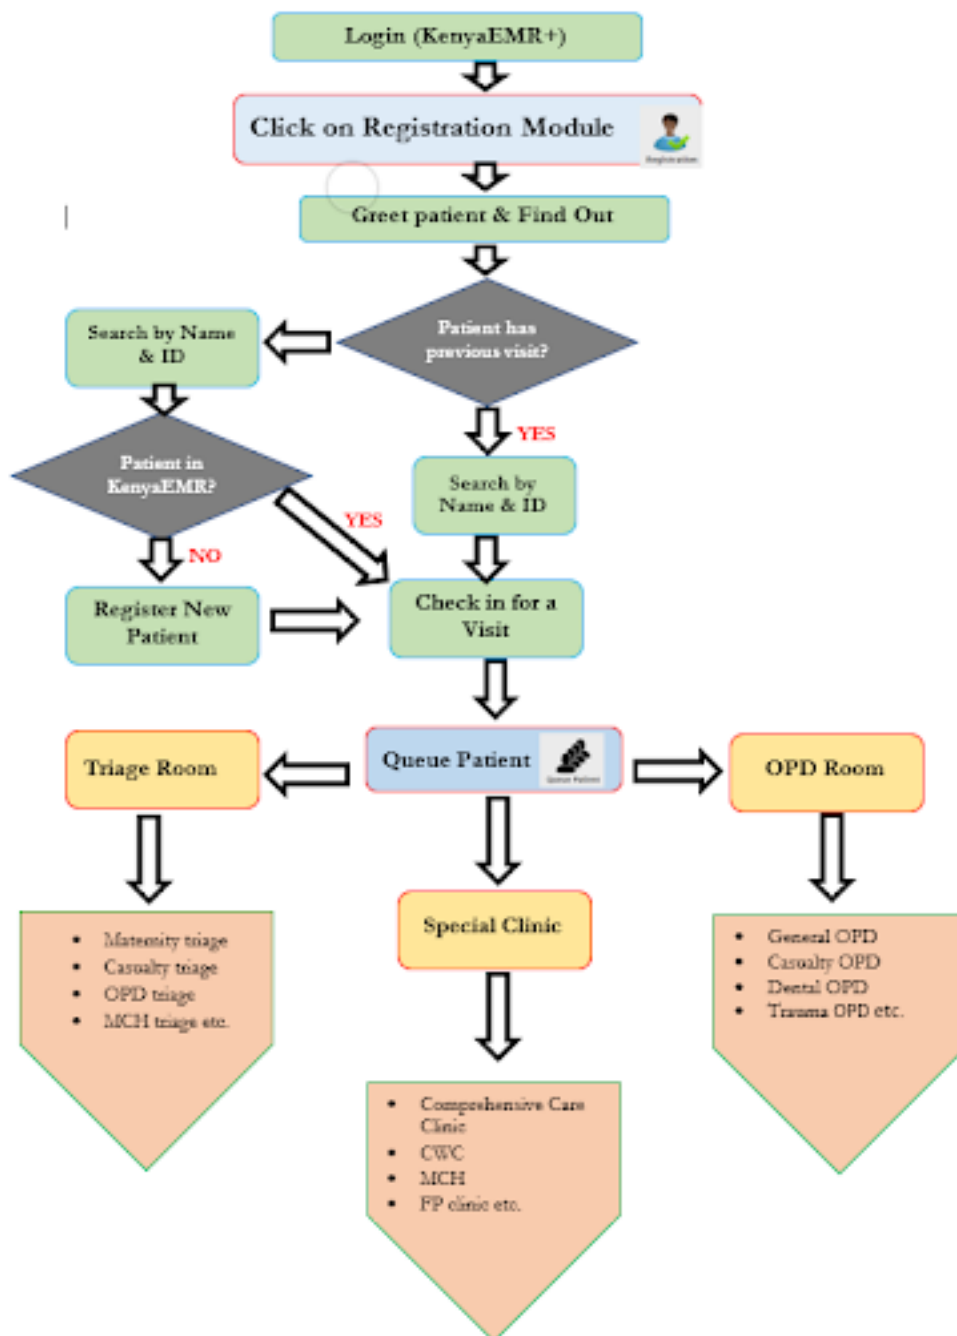 Login (KenyaEMR+)
Click on Registration Module
Registration
Greet patient & Find Out
Patient has
previous visit?
Search by Name
& ID
YES
Patient in
KenyaEMR?
Search by
Name & ID
YES
NO
Register New
Patient
Check in for a
Visit
Triage Room
Queue Patient
Queue Patient
OPD Room
• Maternity triage
• Casualty triage
• OPD triage
• MCH triage etc.
Special Clinic
• General OPD
• Casualty OPD
• Dental OPD
• Trauma OPD etc.
• Comprehensive Care
Clinic
• CWC
• MCH
• FP clinic etc.